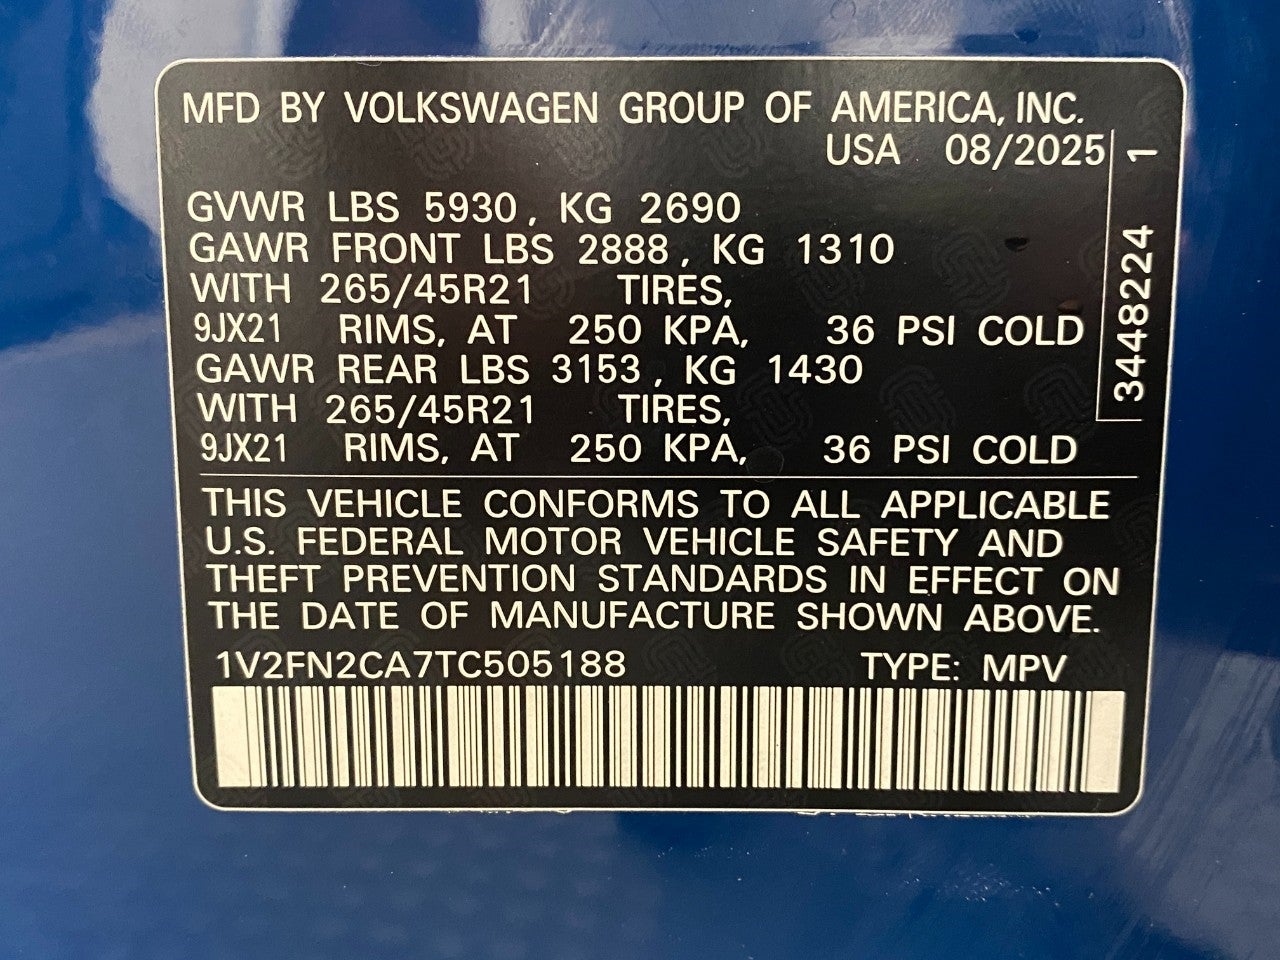 MFD BY VOLKSWAGEN GROUP OF AMERICA, INC.
USA 08/2025
GVWR LBS 5930, KG 2690
GAWR FRONT LBS 2888, KG 1310
WITH 265/45R21 TIRES,
9JX21 RIMS, AT 250 KPA, 36 PSI COLD
GAWR REAR LBS 3153, KG 1430
WITH 265/45R21 TIRES,
9JX21 RIMS, AT 250 KPA, 36 PSI COLD
THIS VEHICLE CONFORMS TO ALL APPLICABLE
U.S. FEDERAL MOTOR VEHICLE SAFETY AND
THEFT PREVENTION STANDARDS IN EFFECT ON
THE DATE OF MANUFACTURE SHOWN ABOVE.
1V2FN2CA7TC505188 TYPE: MPV
3448224 1